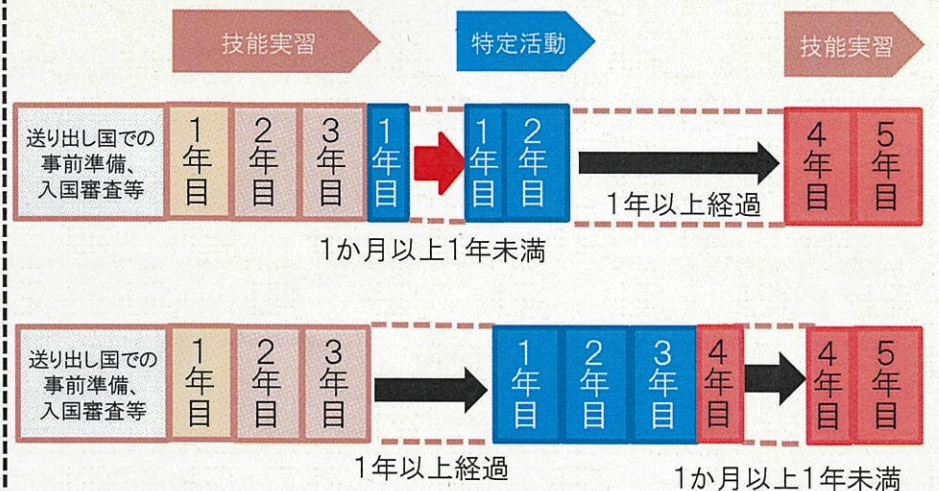 技能実習
特定活動
技能実習
送り出し国での
事前準備、
入国審査等
1年目
2年目
3年目
1年目
1年目
2年目
4年目
5年目
1年以上経過
1か月以上1年未満
送り出し国での
事前準備、
入国審査等
1年目
2年目
3年目
1年目
2年目
3年目
4年目
4年目
5年目
1年以上経過
1か月以上1年未満